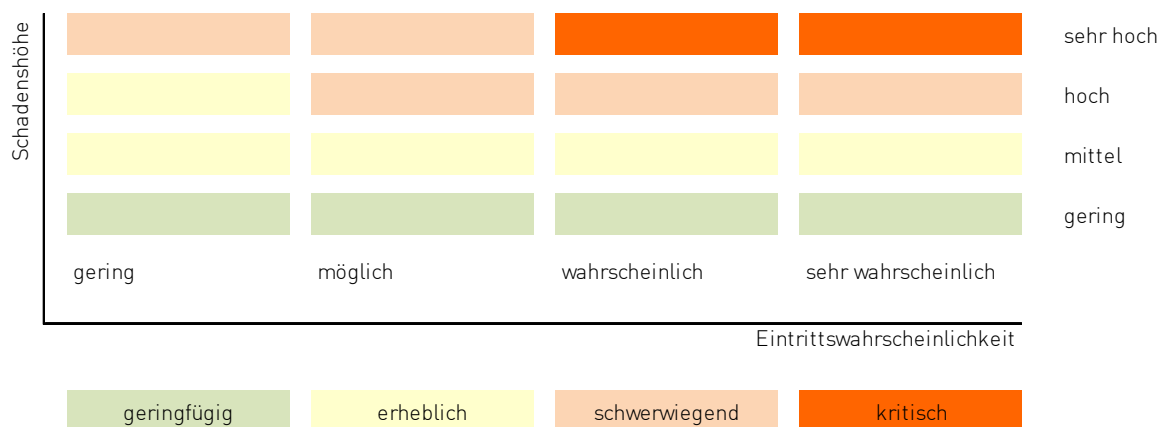 Schadenshöhe
sehr hoch
hoch
mittel
gering
gering möglich wahrscheinlich sehr wahrscheinlich
Eintrittswahrscheinlichkeit
geringfügig erheblich schwerwiegend kritisch